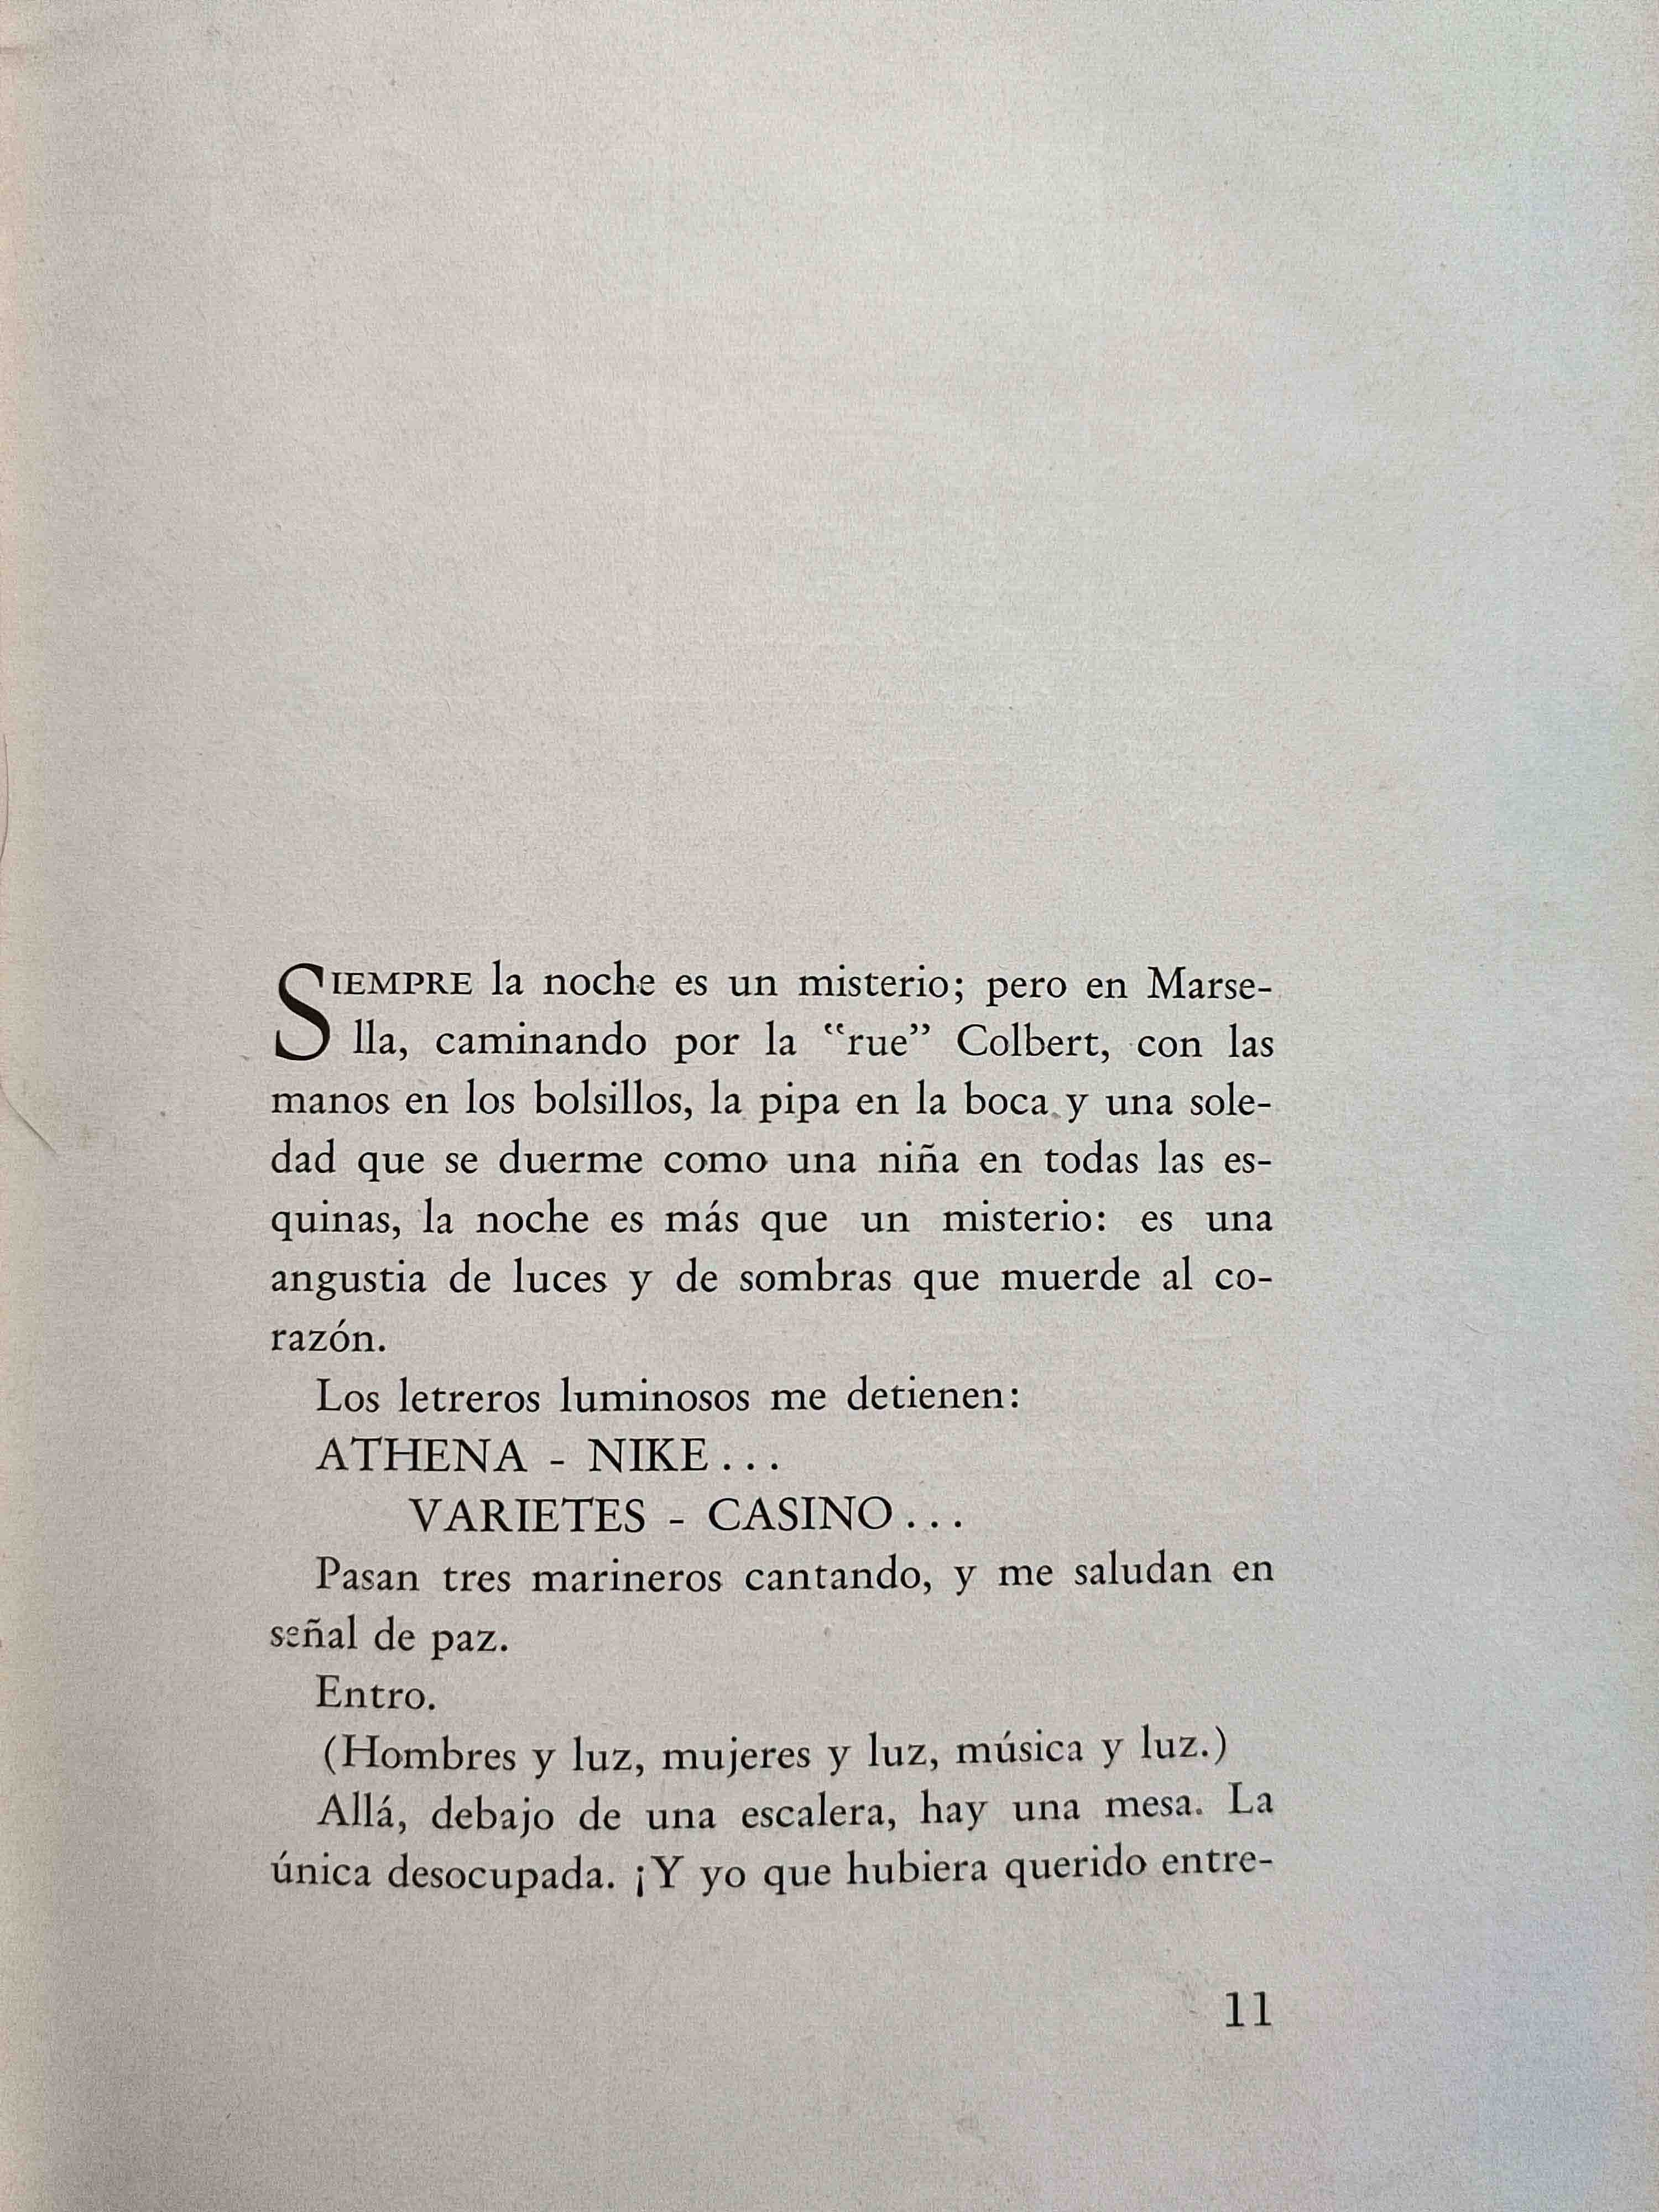 SIEMPRE la noche es un misterio; pero en Marse-
lla, caminando por la “rue” Colbert, con las
manos en los bolsillos, la pipa en la boca y una sole-
dad que se duerme como una niña en todas las es-
quinas, la noche es más que un misterio: es una
angustia de luces y de sombras que muerde al co-
razón.
Los letreros luminosos me detienen:
ATHENA - NIKE...
VARIETES - CASINO...
Pasan tres marineros cantando, y me saludan en
señal de paz.
Entro.
(Hombres y luz, mujeres y luz, música y luz.)
Allá, debajo de una escalera, hay una mesa. La
única desocupada. ¡Y yo que hubiera querido entre-
11